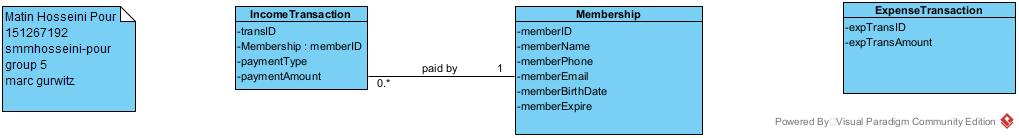 Matin Hosseini Pour
151267192
smmhosseini-pour
group 5
marc gurwitz
IncomeTransaction
-transID
-Membership : memberID
-paymentType
-paymentAmount
paid by
0.*
1
Membership
-memberID
-memberName
-memberPhone
-memberEmail
-memberBirthDate
-memberExpire
ExpenseTransaction
-expTransID
-expTransAmount
Powered By Visual Paradigm Community Edition